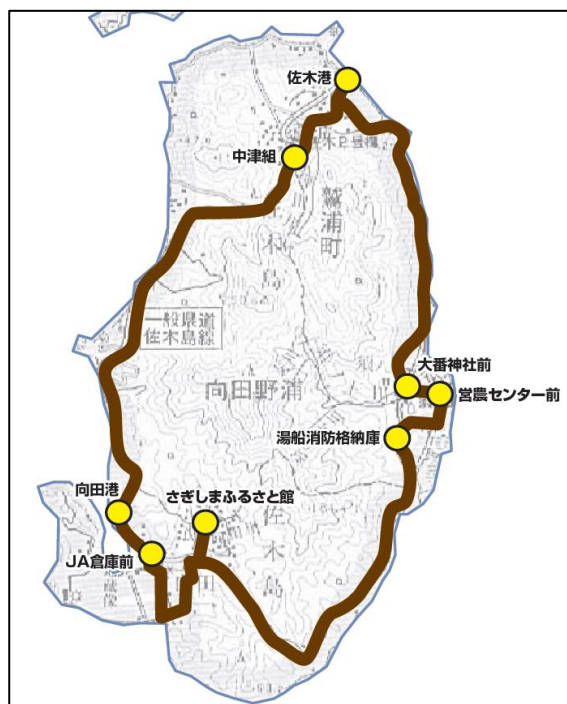 佐木港
中津組
鷲浦町
一般県道
佐木島線
大番神社前
向田野浦
営農センター前
湯船消防格納庫
向田港
さぎしまふるさと館
佐木島
JA倉庫前